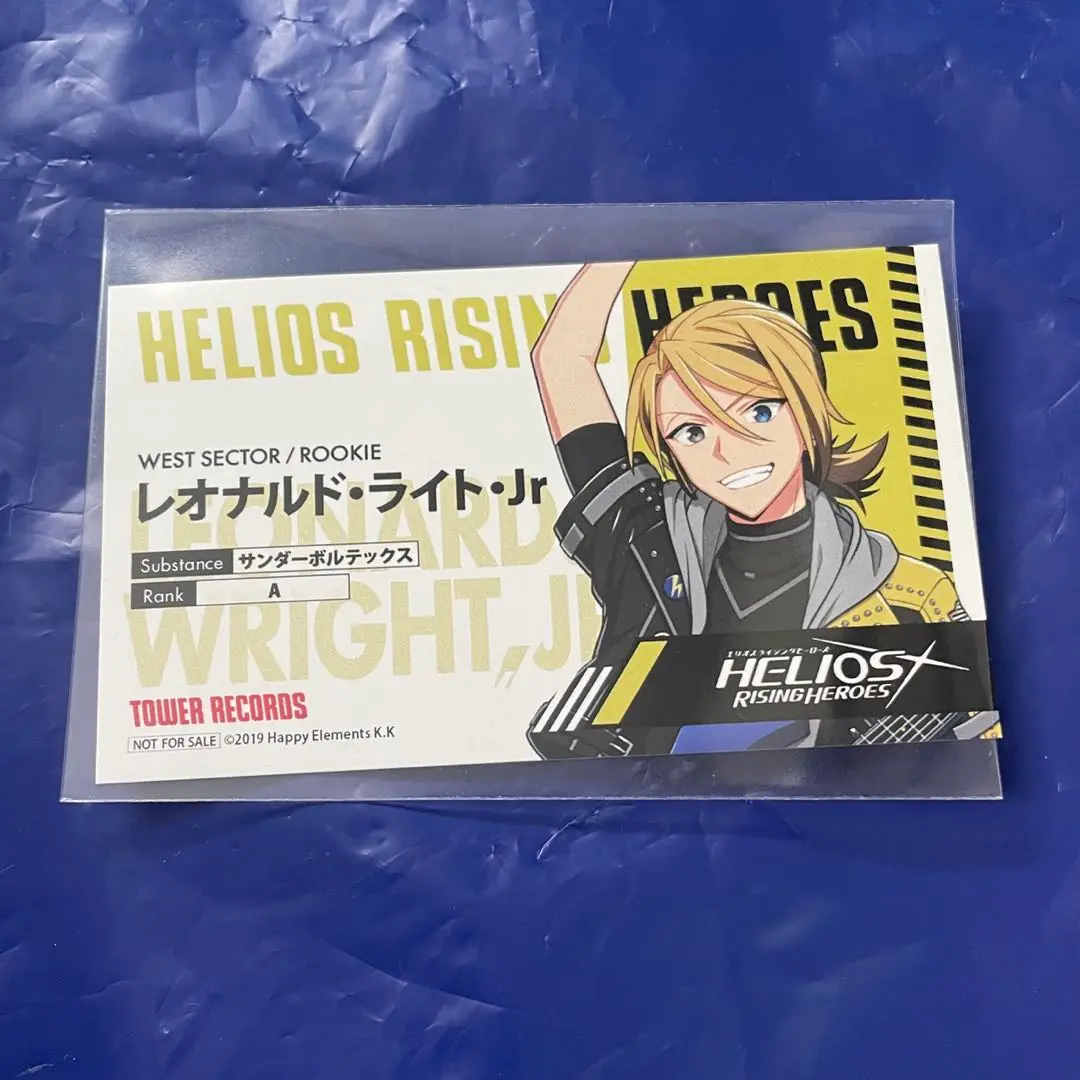 HELIOS RISING HEROES
WEST SECTOR / ROOKIE
レオナルド・ライト・Jr
LEONARD
WRIGHT, JR
Substance サンダーボルテックス
Rank A
TOWER RECORDS
NOT FOR SALE ©2019 Happy Elements K.K
エリオスライジングヒーローズ
HELIOS
RISING HEROES